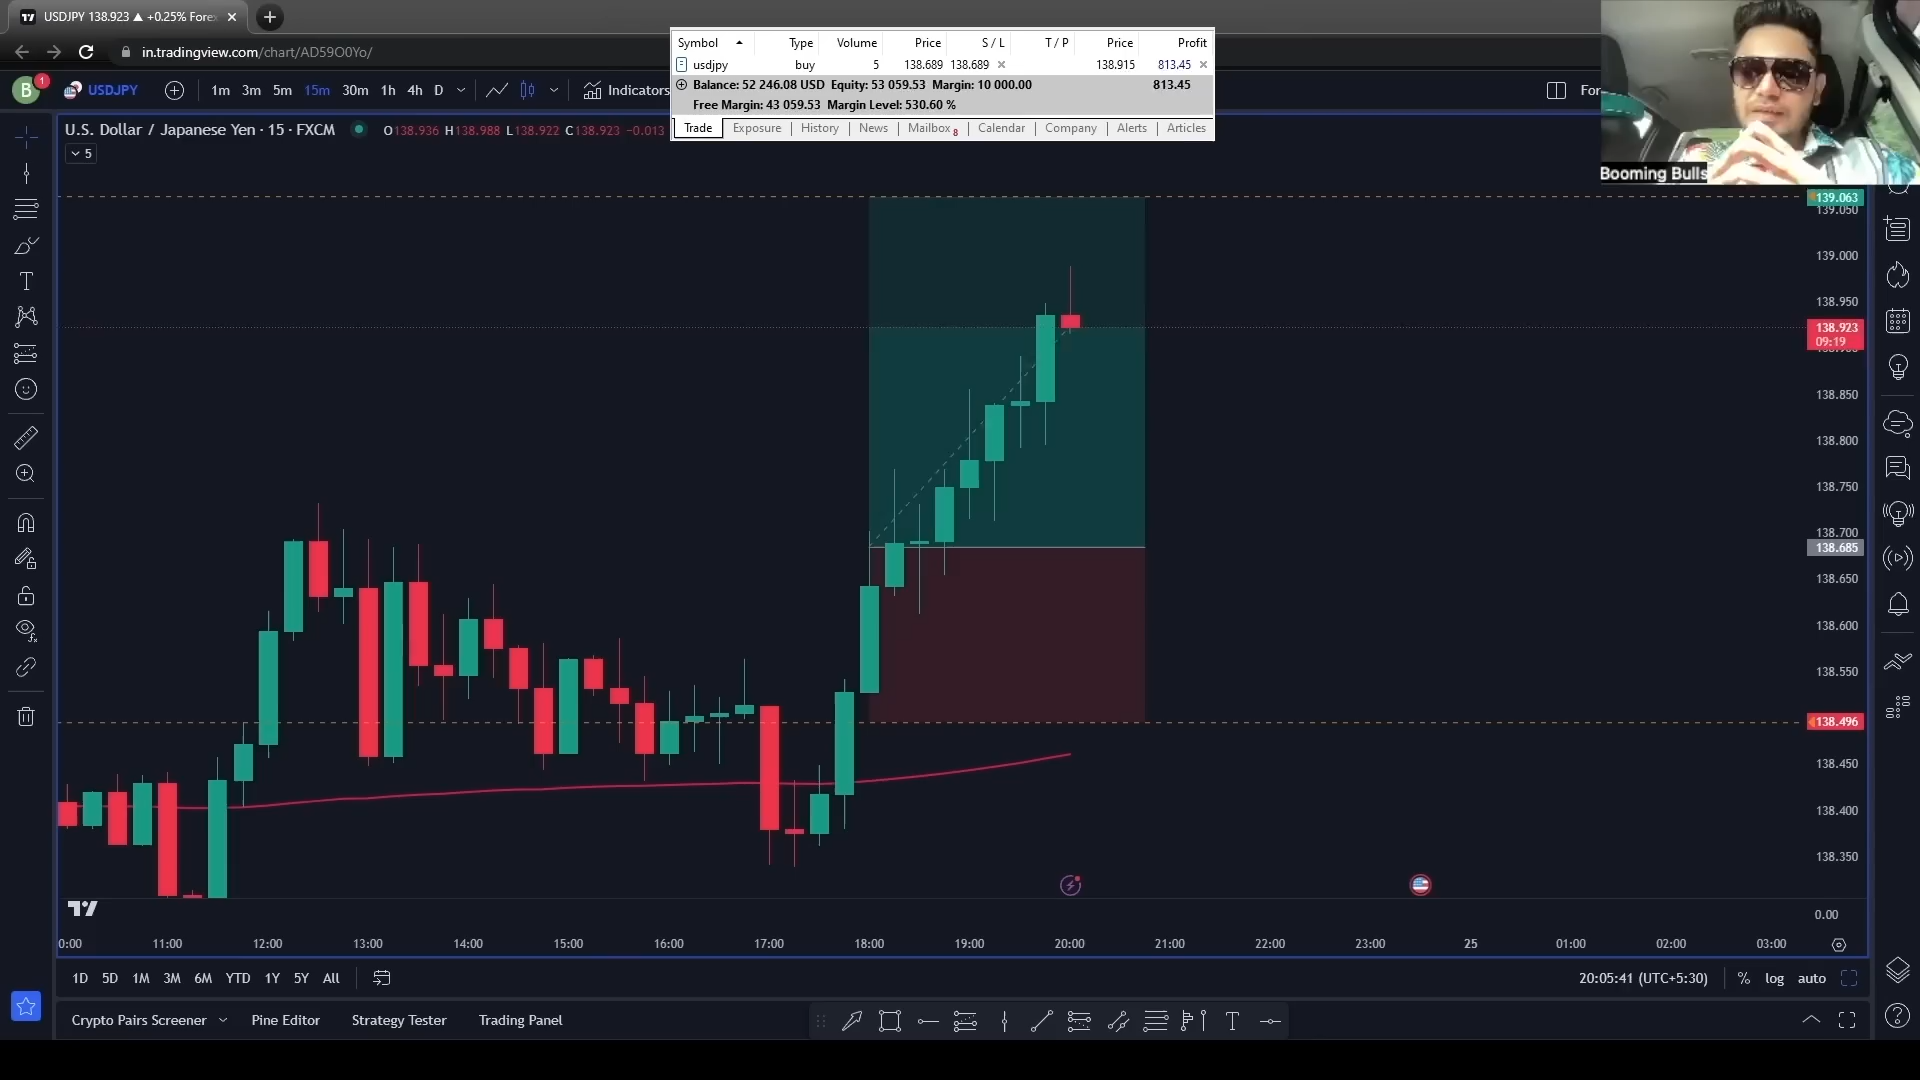 USDJPY 138.923 ▲ +0.25% Fore
in.tradingview.com/chart/AD59O0Yo/
B 1 USDJPY 1m 3m 5m 15m 30m 1h 4h D Indicators For
Symbol Type Volume Price S / L T / P Price Profit
usdjpy buy 5 138.689 138.689 138.915 813.45
Balance: 52 246.08 USD Equity: 53 059.53 Margin: 10 000.00 813.45
Free Margin: 43 059.53 Margin Level: 530.60 %
Trade Exposure History News Mailbox 8 Calendar Company Alerts Articles
U.S. Dollar / Japanese Yen · 15 · FXCM O138.936 H138.988 L138.922 C138.923 −0.013
5
Booming Bulls
139.063
139.050
139.000
138.950
138.923
09:19
138.850
138.800
138.750
138.700
138.685
138.650
138.600
138.550
138.496
138.450
138.400
138.350
0.00
0:00 11:00 12:00 13:00 14:00 15:00 16:00 17:00 18:00 19:00 20:00 21:00 22:00 23:00 25 01:00 02:00 03:00
1D 5D 1M 3M 6M YTD 1Y 5Y All 20:05:41 (UTC+5:30) % log auto
Crypto Pairs Screener Pine Editor Strategy Tester Trading Panel